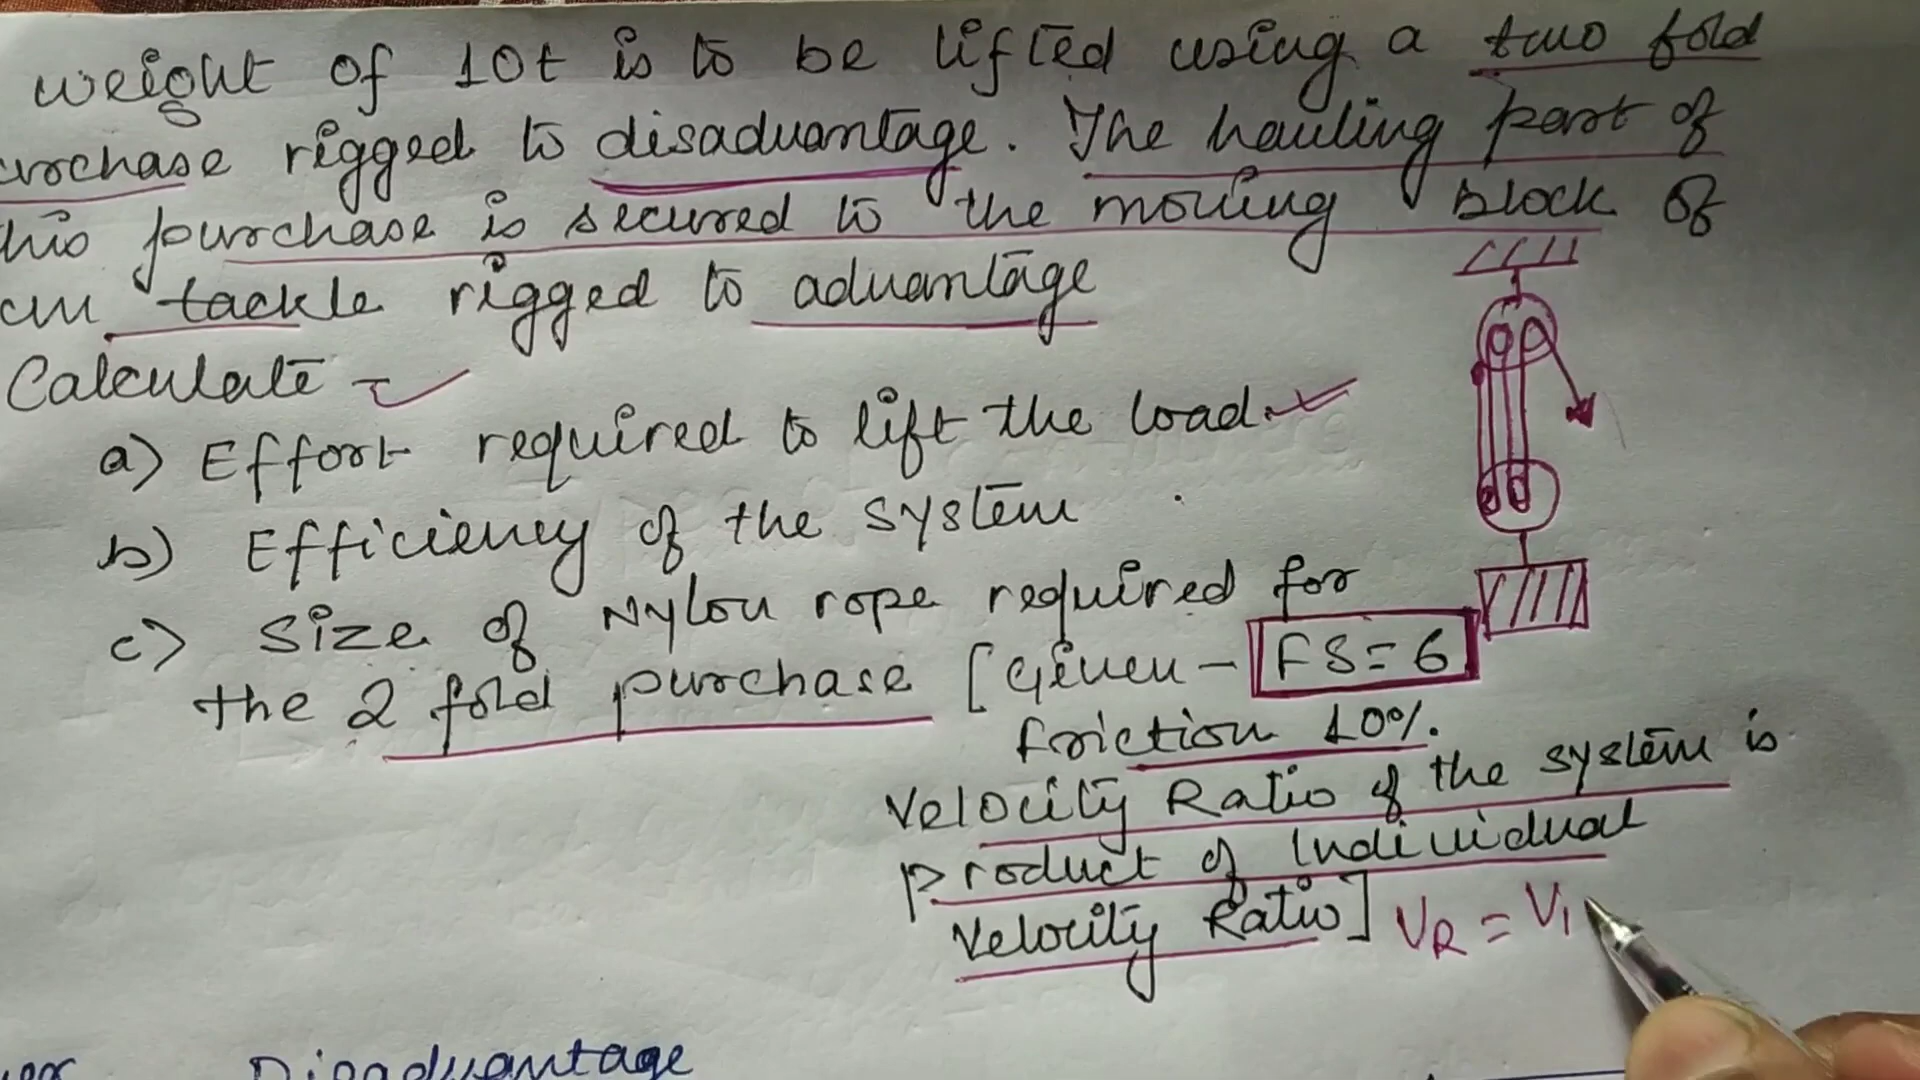 weight of 10t is to be lifted using a two fold
urchase rigged to disadvantage. The hauling part of
his purchase is secured to the moving block of
tackle rigged to advantage
Calculate -
a) Effort required to lift the load.
b) Efficiency of the system
c) Size of Nylon rope required for
the 2 fold purchase [Given - FS=6
friction 10%.
Velocity Ratio of the system is
product of Individual
Velocity Ratio] VR = V1
Disadvantage